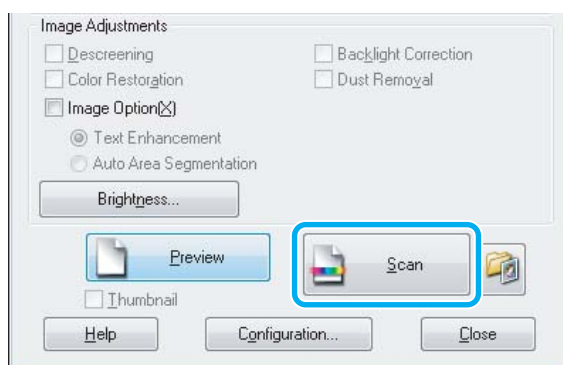 Image Adjustments
Descreening Backlight Correction
Color Restoration Dust Removal
Image Option(X)
Text Enhancement
Auto Area Segmentation
Brightness...
Preview Scan
Thumbnail
Help Configuration... Close